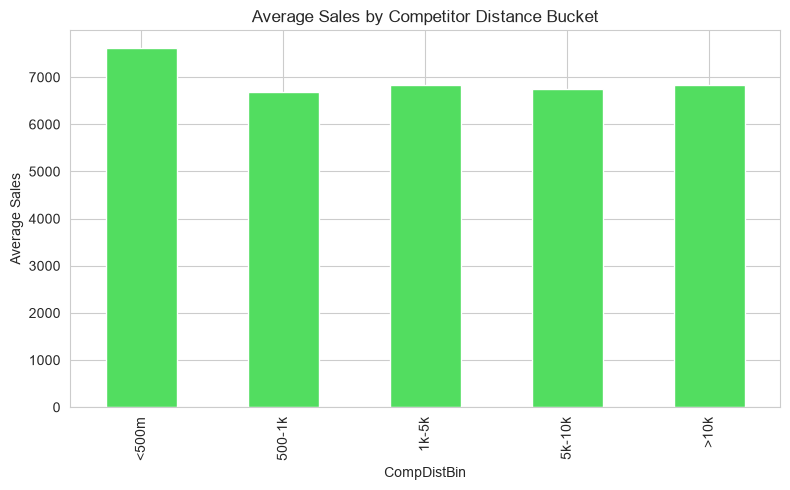 Average Sales by Competitor Distance Bucket
Average Sales
7000
6000
5000
4000
3000
2000
1000
0
<500m
500-1k
1k-5k
5k-10k
>10k
CompDistBin